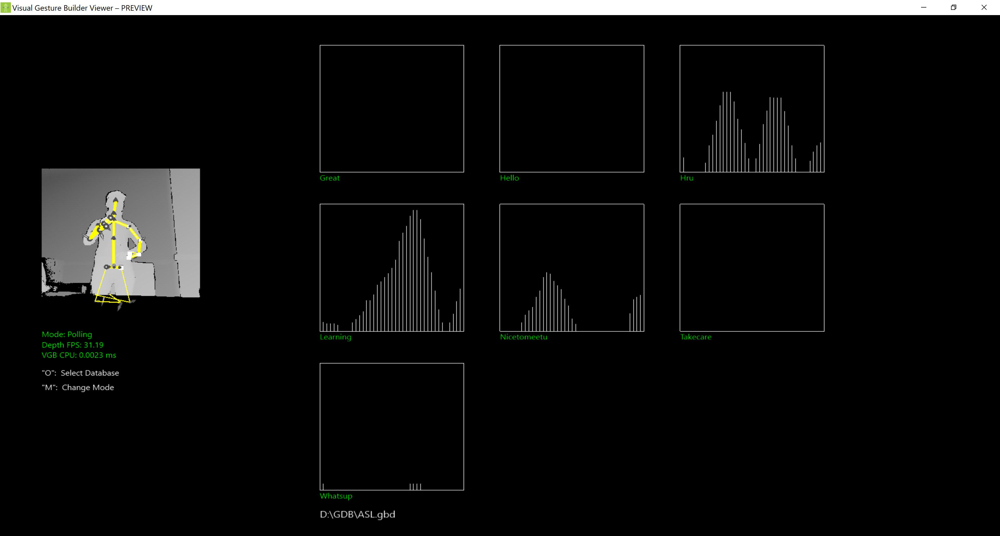 Visual Gesture Builder Viewer – PREVIEW
Great
Hello
Hru
Learning
Nicetomeetu
Takecare
Mode: Polling
Depth FPS: 31.19
VGB CPU: 0.0023 ms
"O":  Select Database
"M":  Change Mode
Whatsup
D:\GDB\ASL.gbd